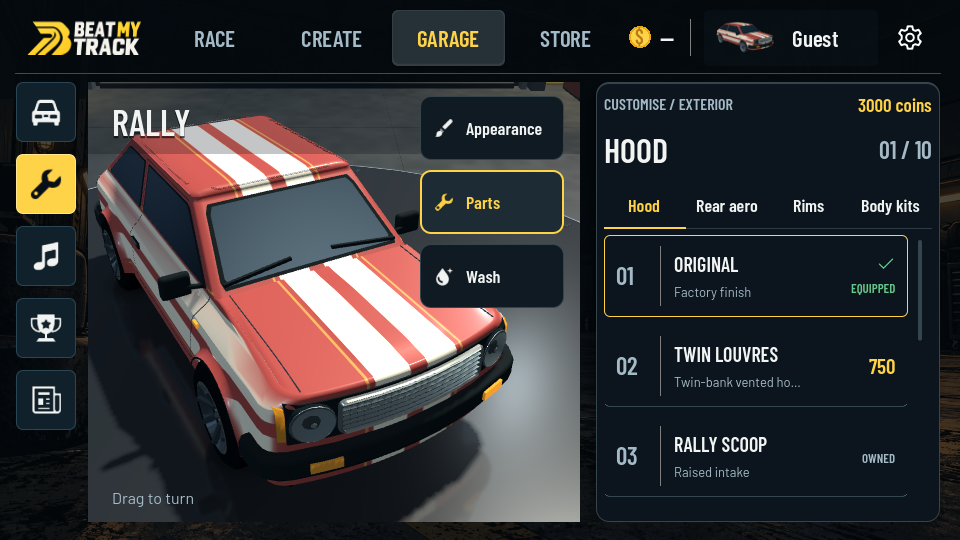 BEAT MY TRACK
RACE
CREATE
GARAGE
STORE
$ –
Guest
RALLY
Appearance
Parts
Wash
Drag to turn
CUSTOMISE / EXTERIOR
3000 coins
HOOD
01 / 10
Hood
Rear aero
Rims
Body kits
01
ORIGINAL
Factory finish
EQUIPPED
02
TWIN LOUVRES
Twin-bank vented ho...
750
03
RALLY SCOOP
Raised intake
OWNED